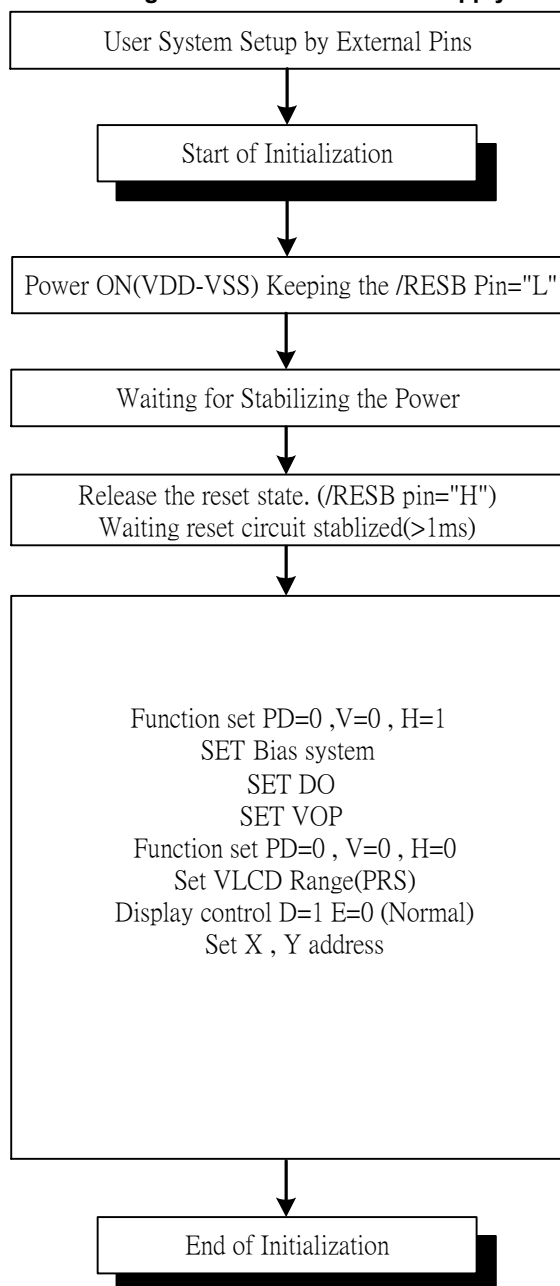 User System Setup by External Pins
Start of Initialization
Power ON(VDD-VSS) Keeping the /RESB Pin="L"
Waiting for Stabilizing the Power
Release the reset state. (/RESB pin="H")
Waiting reset circuit stablized(>1ms)
Function set PD=0 ,V=0 , H=1
SET Bias system
SET DO
SET VOP
Function set PD=0 , V=0 , H=0
Set VLCD Range(PRS)
Display control D=1 E=0 (Normal)
Set X , Y address
End of Initialization